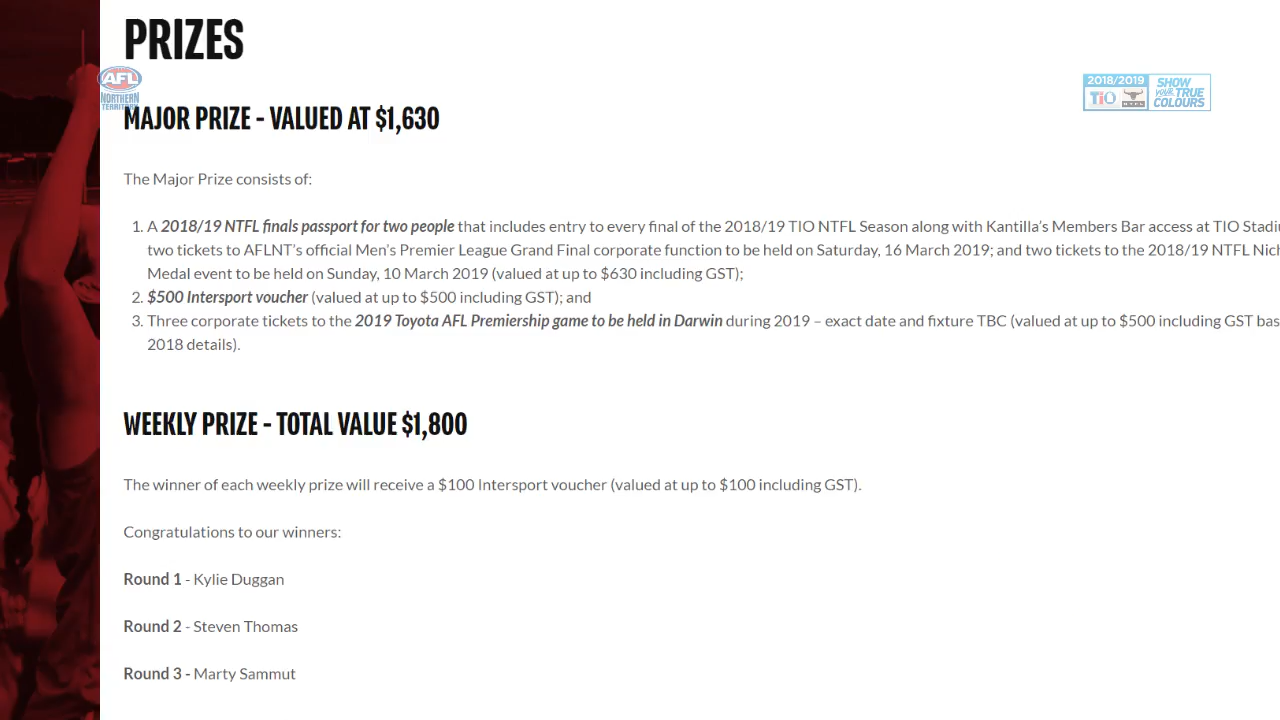 PRIZES
AFL
NORTHERN
TERRITORY
2018/2019
TIO
NTFL
SHOW
YOUR TRUE
COLOURS
MAJOR PRIZE - VALUED AT $1,630
The Major Prize consists of:
1. A 2018/19 NTFL finals passport for two people that includes entry to every final of the 2018/19 TIO NTFL Season along with Kantilla's Members Bar access at TIO
two tickets to AFLNT's official Men's Premier League Grand Final corporate function to be held on Saturday, 16 March 2019; and two tickets to the 2018/19 NTFL
Medal event to be held on Sunday, 10 March 2019 (valued at up to $630 including GST);
2. $500 Intersport voucher (valued at up to $500 including GST); and
3. Three corporate tickets to the 2019 Toyota AFL Premiership game to be held in Darwin during 2019 – exact date and fixture TBC (valued at up to $500 including GST
2018 details).
WEEKLY PRIZE - TOTAL VALUE $1,800
The winner of each weekly prize will receive a $100 Intersport voucher (valued at up to $100 including GST).
Congratulations to our winners:
Round 1 - Kylie Duggan
Round 2 - Steven Thomas
Round 3 - Marty Sammut